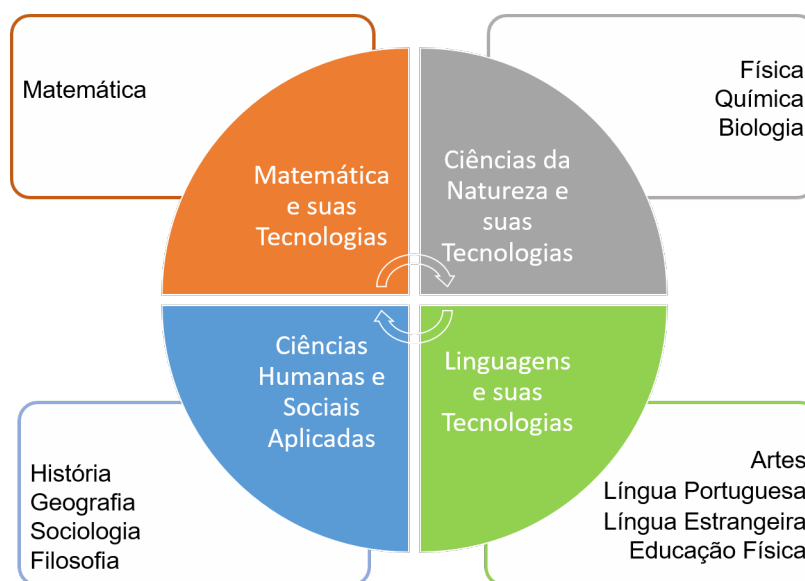 Matemática
Física
Química
Biologia
Matemática
e suas
Tecnologias
Ciências da
Natureza e
suas
Tecnologias
Ciências
Humanas e
Sociais
Aplicadas
Linguagens
e suas
Tecnologias
História
Geografia
Sociologia
Filosofia
Artes
Língua Portuguesa
Língua Estrangeira
Educação Física